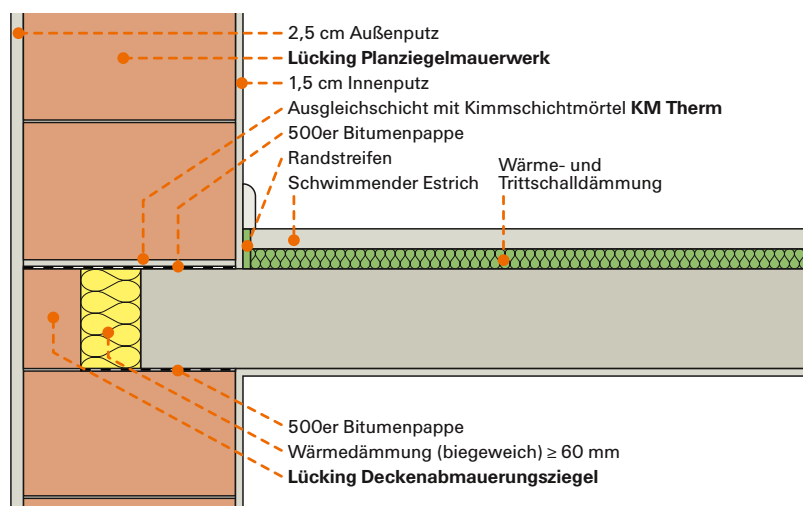 2,5 cm Außenputz
Lücking Planziegelmauerwerk
1,5 cm Innenputz
Ausgleichschicht mit Kimmschichtmörtel KM Therm
500er Bitumenpappe
Randstreifen
Schwimmender Estrich
Wärme- und
Trittschalldämmung
500er Bitumenpappe
Wärmedämmung (biegeweich) ≥ 60 mm
Lücking Deckenabmauerungsziegel